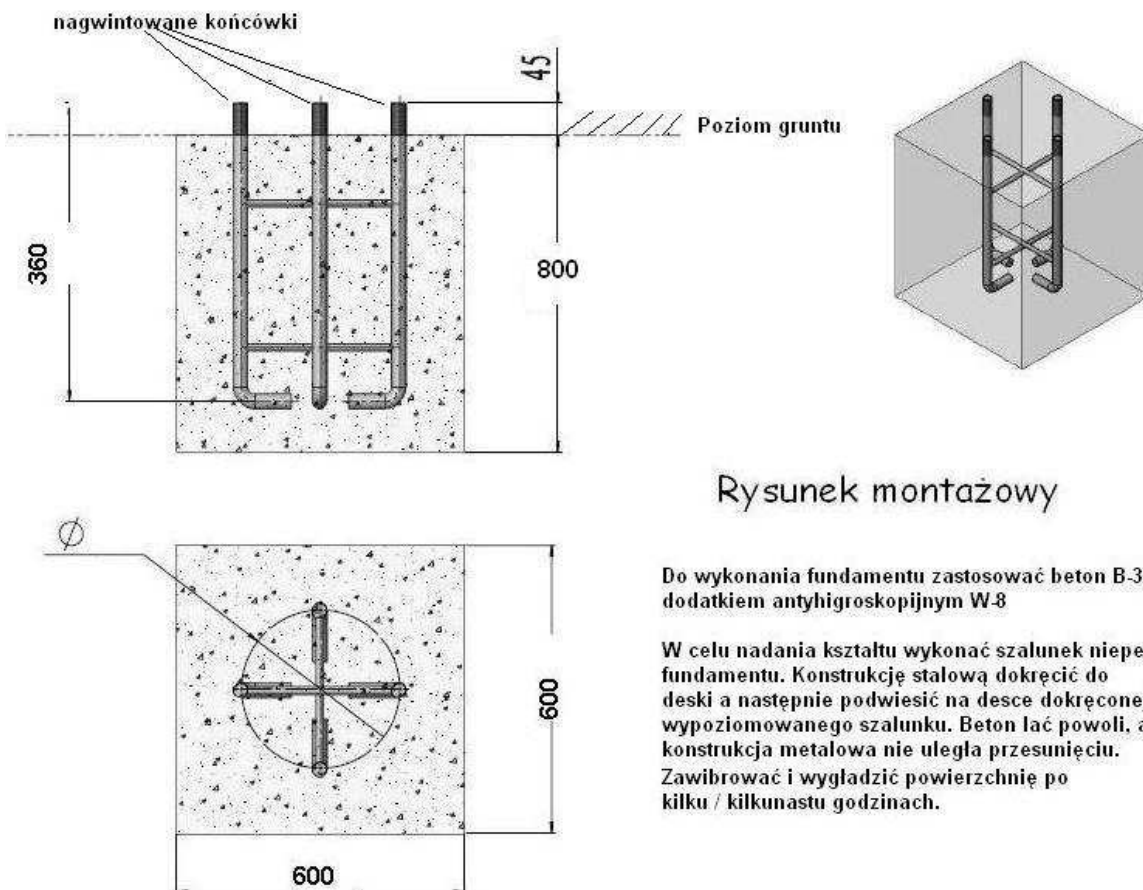 nagwintowane końcówki
45
Poziom gruntu
360
800
Rysunek montażowy
Ø
600
600
Do wykonania fundamentu zastosować beton B-3
dodatkiem antyhigroskopijnym W-8
W celu nadania kształtu wykonać szalunek niepe
fundamentu. Konstrukcję stalową dokręcić do
deski a następnie podwiesić na desce dokręcone
wypoziomowanego szalunku. Beton lać powoli, a
konstrukcja metalowa nie uległa przesunięciu.
Zawibrować i wygładzić powierzchnię po
kilku / kilkunastu godzinach.